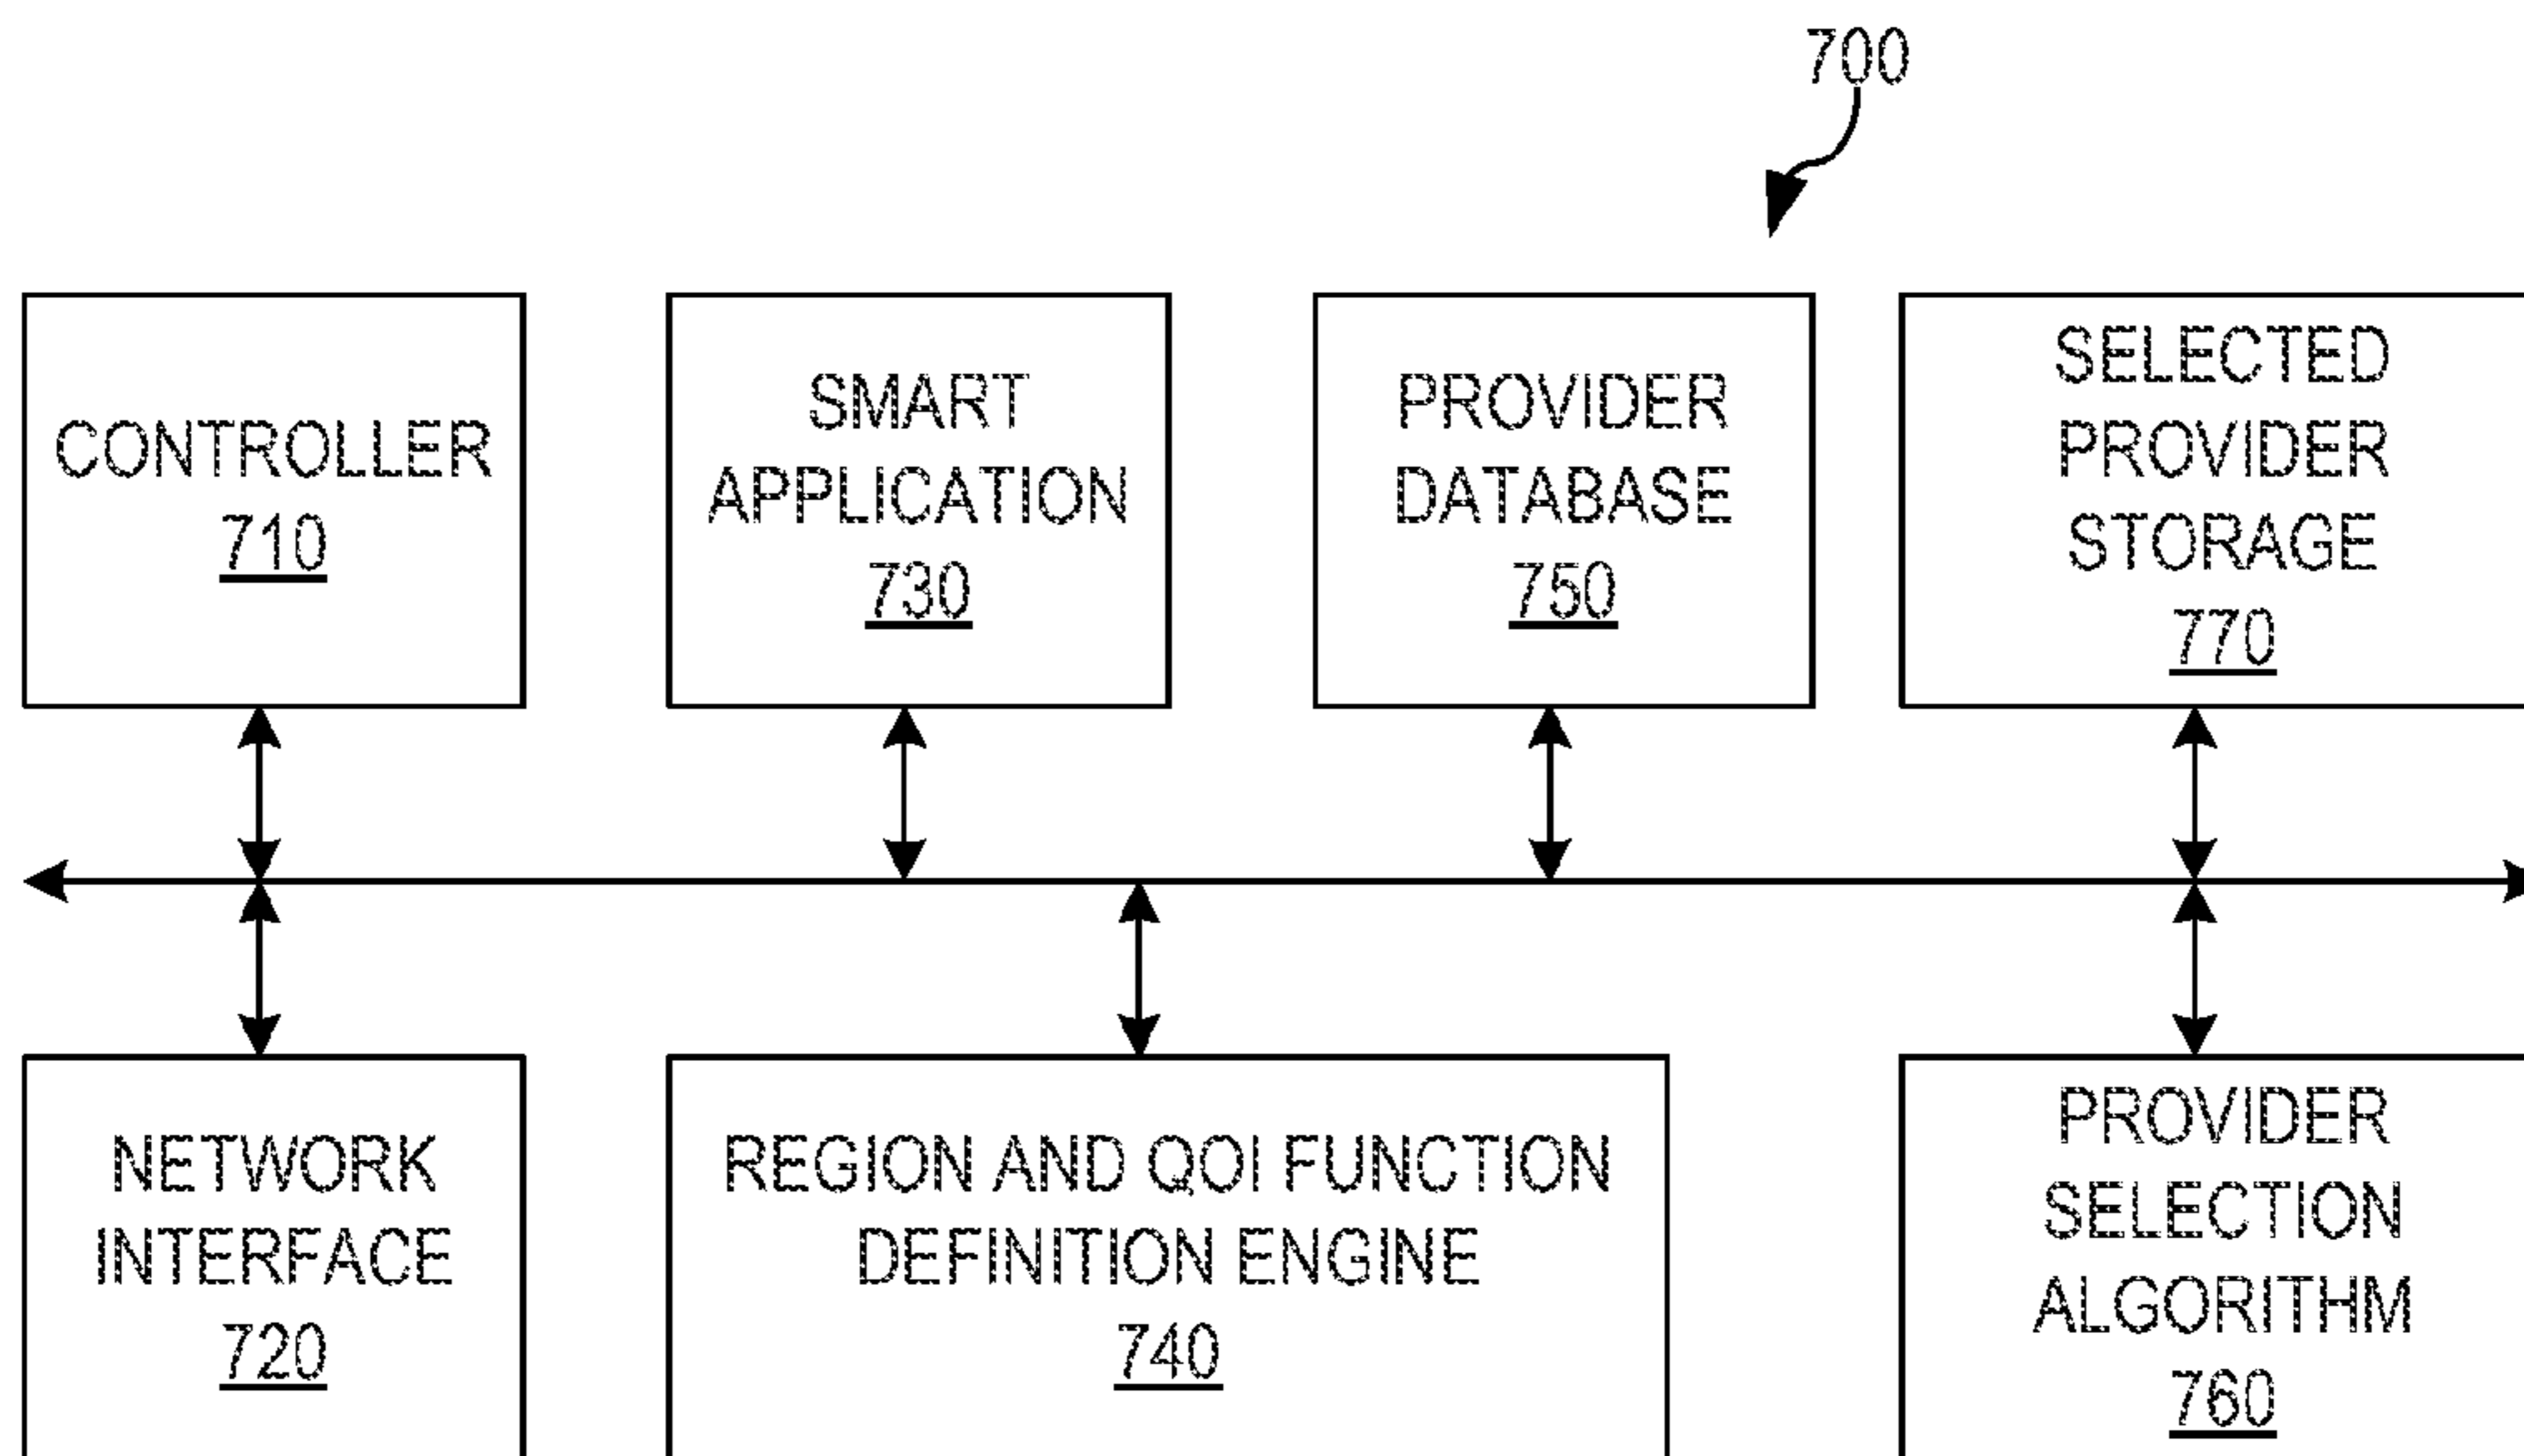 700
CONTROLLER
710
SMART
APPLICATION
730
PROVIDER
DATABASE
750
SELECTED
PROVIDER
STORAGE
770
NETWORK
INTERFACE
720
REGION AND QOI FUNCTION
DEFINITION ENGINE
740
PROVIDER
SELECTION
ALGORITHM
760